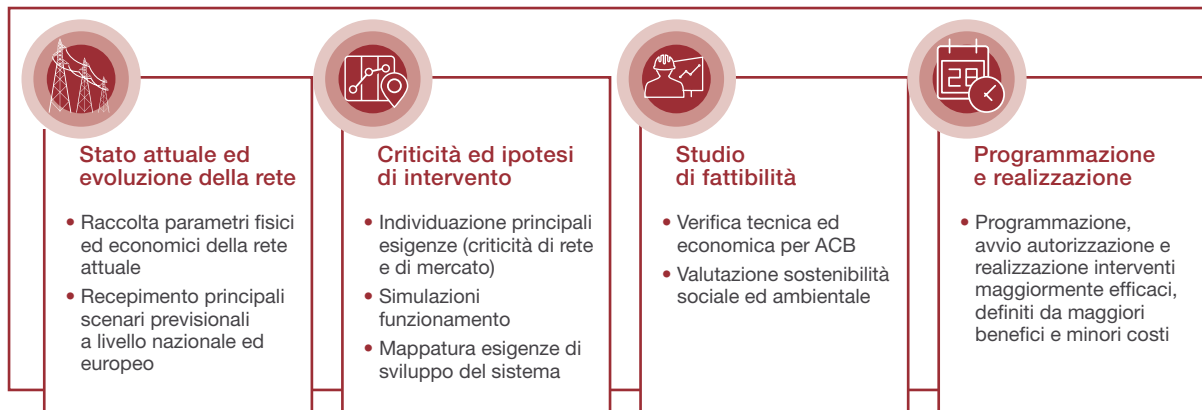 Stato attuale ed
evoluzione della rete
• Raccolta parametri fisici
ed economici della rete
attuale
• Recepimento principali
scenari previsionali
a livello nazionale ed
europeo
Criticità ed ipotesi
di intervento
• Individuazione principali
esigenze (criticità di rete
e di mercato)
• Simulazioni
funzionamento
• Mappatura esigenze di
sviluppo del sistema
Studio
di fattibilità
• Verifica tecnica ed
economica per ACB
• Valutazione sostenibilità
sociale ed ambientale
28
Programmazione
e realizzazione
• Programmazione,
avvio autorizzazione e
realizzazione interventi
maggiormente efficaci,
definiti da maggiori
benefici e minori costi